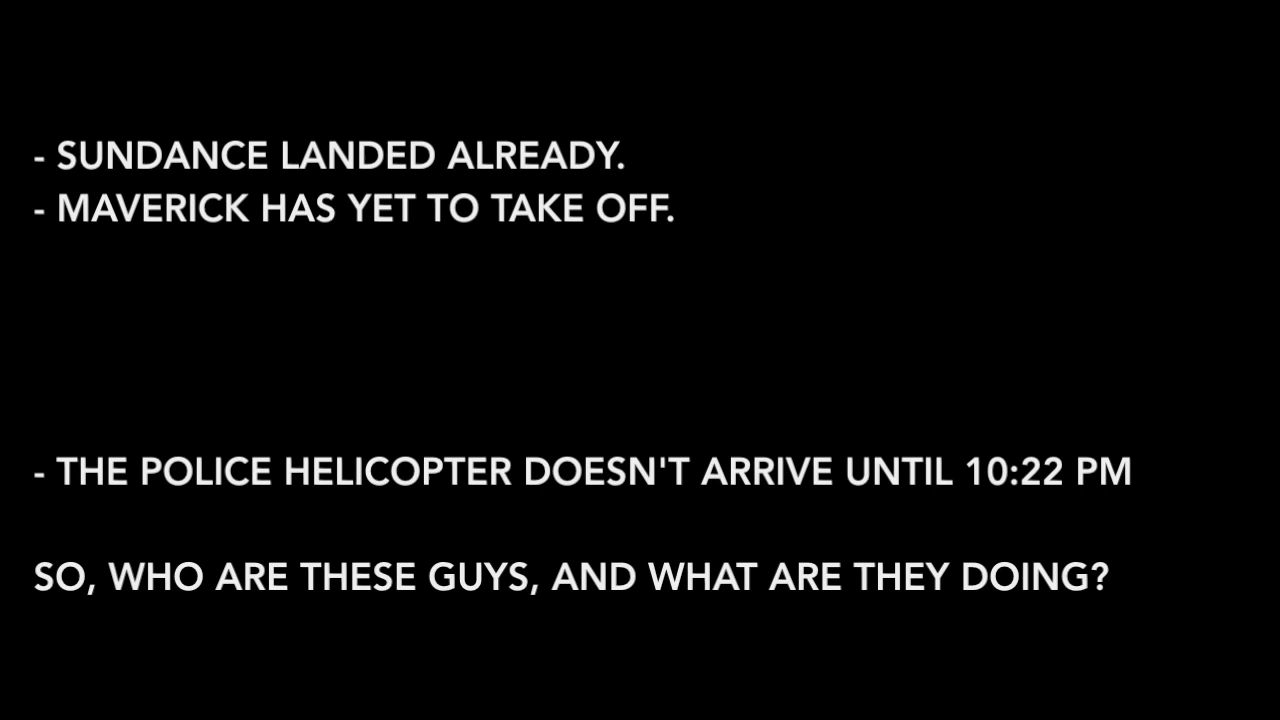 - SUNDANCE LANDED ALREADY.
- MAVERICK HAS YET TO TAKE OFF.
- THE POLICE HELICOPTER DOESN'T ARRIVE UNTIL 10:22 PM
SO, WHO ARE THESE GUYS, AND WHAT ARE THEY DOING?